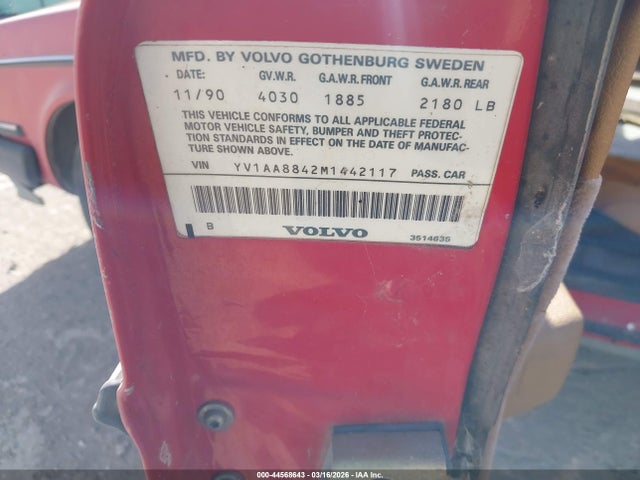 MFD. BY VOLVO GOTHENBURG SWEDEN
DATE: GV.W.R. G.A.W.R. FRONT G.A.W.R. REAR
11/90 4030 1885 2180 LB
THIS VEHICLE CONFORMS TO ALL APPLICABLE FEDERAL
MOTOR VEHICLE SAFETY, BUMPER AND THEFT PROTEC-
TION STANDARDS IN EFFECT ON THE DATE OF MANUFAC-
TURE SHOWN ABOVE.
VIN YV1AA8842M1442117 PASS. CAR
B VOLVO 3514635
000-44568643 - 03/16/2026 - IAA Inc.